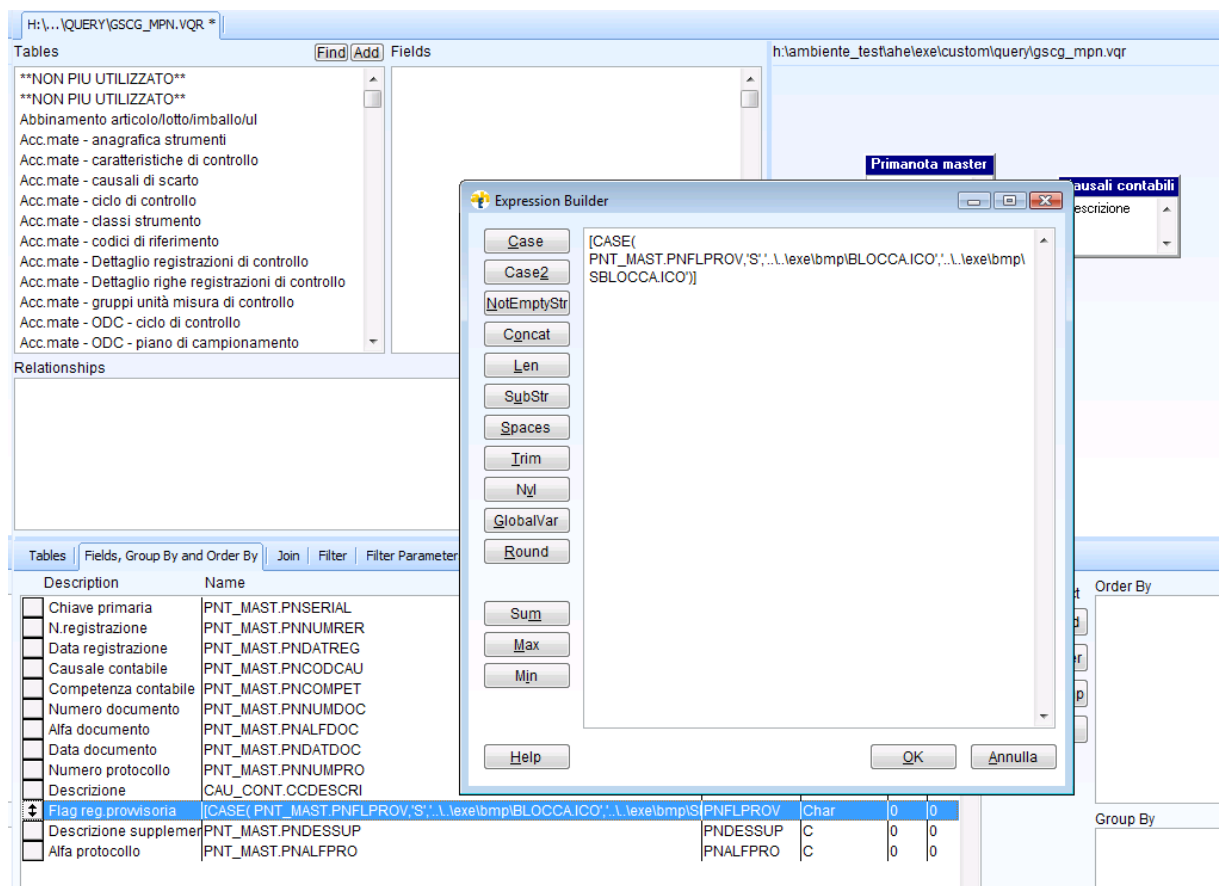 H:\...\QUERY\GSCG_MPN.VQR *
Tables Find Add Fields
h:\ambiente_test\ahe\exe\custom\query\gscg_mpn.vqr
**NON PIU UTILIZZATO**
**NON PIU UTILIZZATO**
Abbinamento articolo/lotto/imballo/ul
Acc.mate - anagrafica strumenti
Acc.mate - caratteristiche di controllo
Acc.mate - causali di scarto
Acc.mate - ciclo di controllo
Acc.mate - classi strumento
Acc.mate - codici di riferimento
Acc.mate - Dettaglio registrazioni di controllo
Acc.mate - Dettaglio righe registrazioni di controllo
Acc.mate - gruppi unità misura di controllo
Acc.mate - ODC - ciclo di controllo
Acc.mate - ODC - piano di campionamento
Primanota master
ausali contabili
escrizione
Relationships
Expression Builder
Case
Case2
NotEmptyStr
Concat
Len
SubStr
Spaces
Trim
Nvl
GlobalVar
Round
Sum
Max
Min
Help
[CASE(
PNT_MAST.PNFLPROV,'S','..\..\exe\bmp\BLOCCA.ICO','..\..\exe\bmp\
SBLOCCA.ICO')]
OK Annulla
Tables Fields, Group By and Order By Join Filter Filter Parameter
Description Name
Chiave primaria PNT_MAST.PNSERIAL
N.registrazione PNT_MAST.PNNUMRER
Data registrazione PNT_MAST.PNDATREG
Causale contabile PNT_MAST.PNCODCAU
Competenza contabile PNT_MAST.PNCOMPET
Numero documento PNT_MAST.PNNUMDOC
Alfa documento PNT_MAST.PNALFDOC
Data documento PNT_MAST.PNDATDOC
Numero protocollo PNT_MAST.PNNUMPRO
Descrizione CAU_CONT.CCDESCRI
Flag reg.provvisoria [CASE( PNT_MAST.PNFLPROV,'S','..\..\exe\bmp\BLOCCA.ICO','..\..\exe\bmp\S PNFLPROV Char 0 0
Descrizione supplemer PNT_MAST.PNDESSUP PNDESSUP C 0 0
Alfa protocollo PNT_MAST.PNALFPRO PNALFPRO C 0 0
Order By
Group By